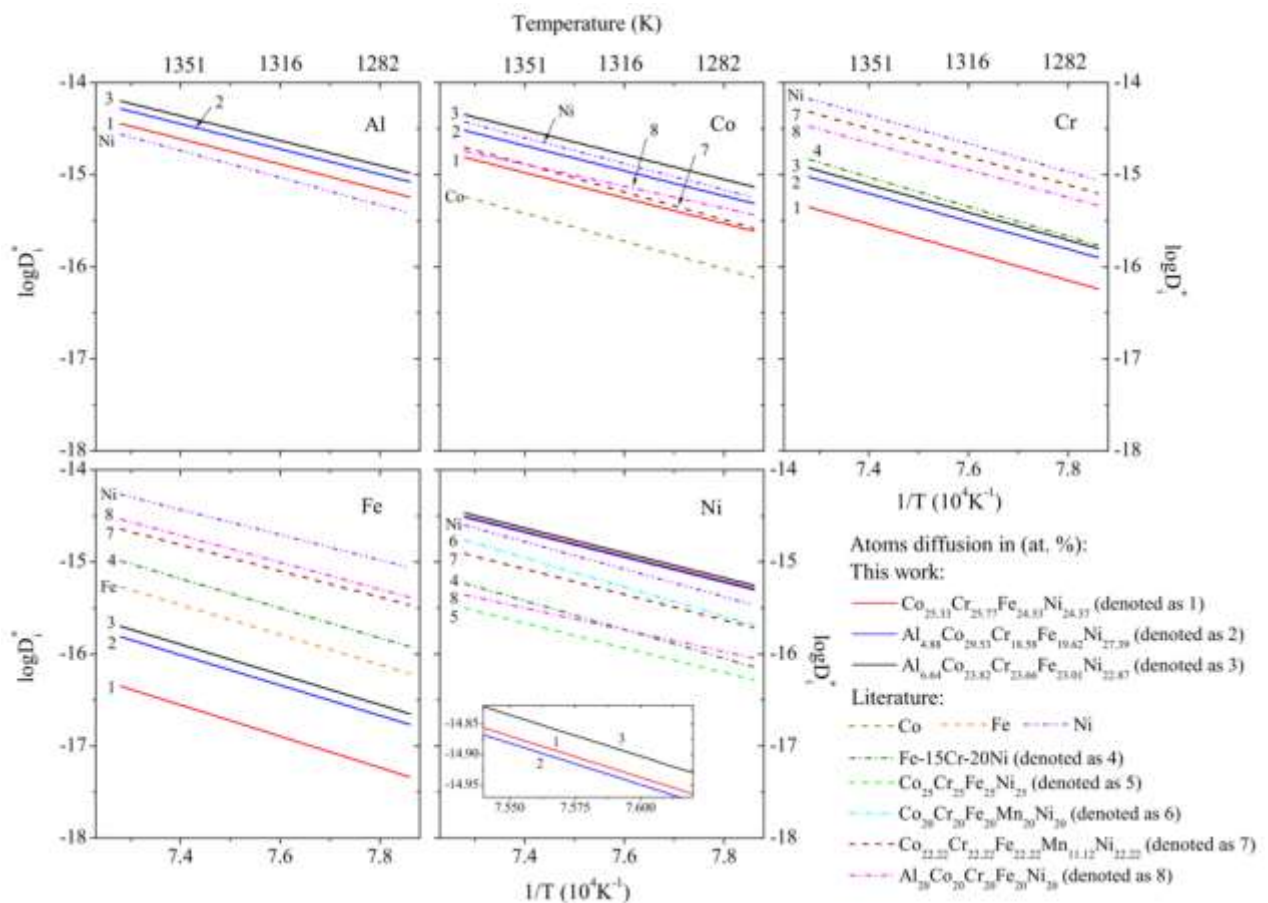 Temperature (K)
1351 1316 1282 1351 1316 1282 1351 1316 1282
-14 -14
3 2 Al 3 Ni Co Ni Cr
1 2 8 7
Ni 1 7 8
-15 4 -15
Co 3
2
1
-16 -16
logD*i logD*i
-17 -17
-18 -18
7.4 7.6 7.8
1/T (10⁴K⁻¹)
-14
Ni Fe Ni
8 Ni
7 6
-15 4 7
Fe 4
3 8
2 5
-16
logD*i logD*i
1
-17 -14.85 3
-14.90 1
-14.95 2
7.550 7.575 7.600
-18
7.4 7.6 7.8 7.4 7.6 7.8
1/T (10⁴K⁻¹)
Atoms diffusion in (at. %):
This work:
Co₂₅.₃₃Cr₂₅.₇₇Fe₂₄.₅₃Ni₂₄.₃₇ (denoted as 1)
Al₄.₈₈Co₂₉.₅₃Cr₁₈.₅₈Fe₁₉.₆₂Ni₂₇.₃₉ (denoted as 2)
Al₆.₆₄Co₂₃.₈₂Cr₂₃.₆₆Fe₂₃.₀₁Ni₂₂.₈₇ (denoted as 3)
Literature:
Co Fe Ni
Fe-15Cr-20Ni (denoted as 4)
Co₂₅Cr₂₅Fe₂₅Ni₂₅ (denoted as 5)
Co₂₀Cr₂₀Fe₂₀Mn₂₀Ni₂₀ (denoted as 6)
Co₂₂.₂₂Cr₂₂.₂₂Fe₂₂.₂₂Mn₁₁.₁₂Ni₂₂.₂₂ (denoted as 7)
Al₂₀Co₂₀Cr₂₀Fe₂₀Ni₂₀ (denoted as 8)